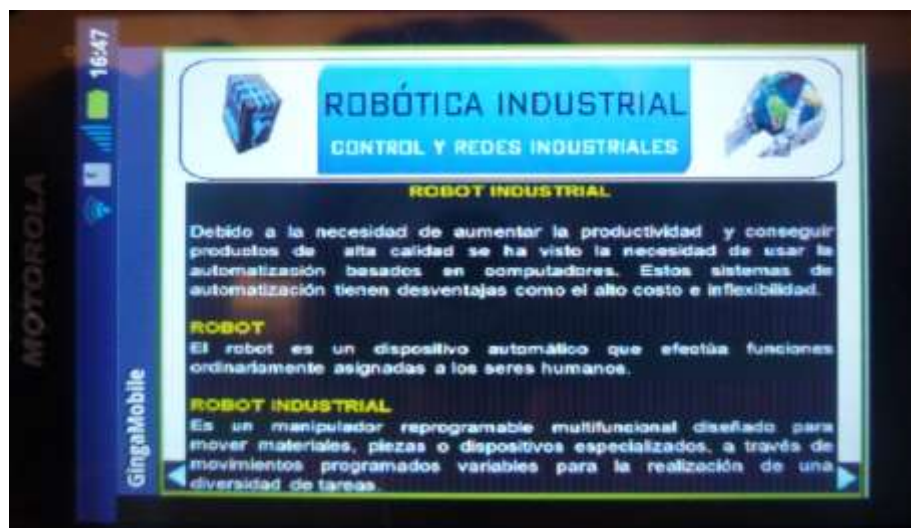 MOTOROLA
16:47
GingaMobile
ROBÓTICA INDUSTRIAL
CONTROL Y REDES INDUSTRIALES
ROBOT INDUSTRIAL
Debido a la necesidad de aumentar la productividad y conseguir
productos de alta calidad se ha visto la necesidad de usar la
automatización basados en computadores. Estos sistemas de
automatización tienen desventajas como el alto costo e inflexibilidad.
ROBOT
El robot es un dispositivo automático que efectúa funciones
ordinariamente asignadas a los seres humanos.
ROBOT INDUSTRIAL
Es un manipulador reprogramable multifuncional diseñado para
mover materiales, piezas o dispositivos especializados, a través de
movimientos programados variables para la realización de una
diversidad de tareas.